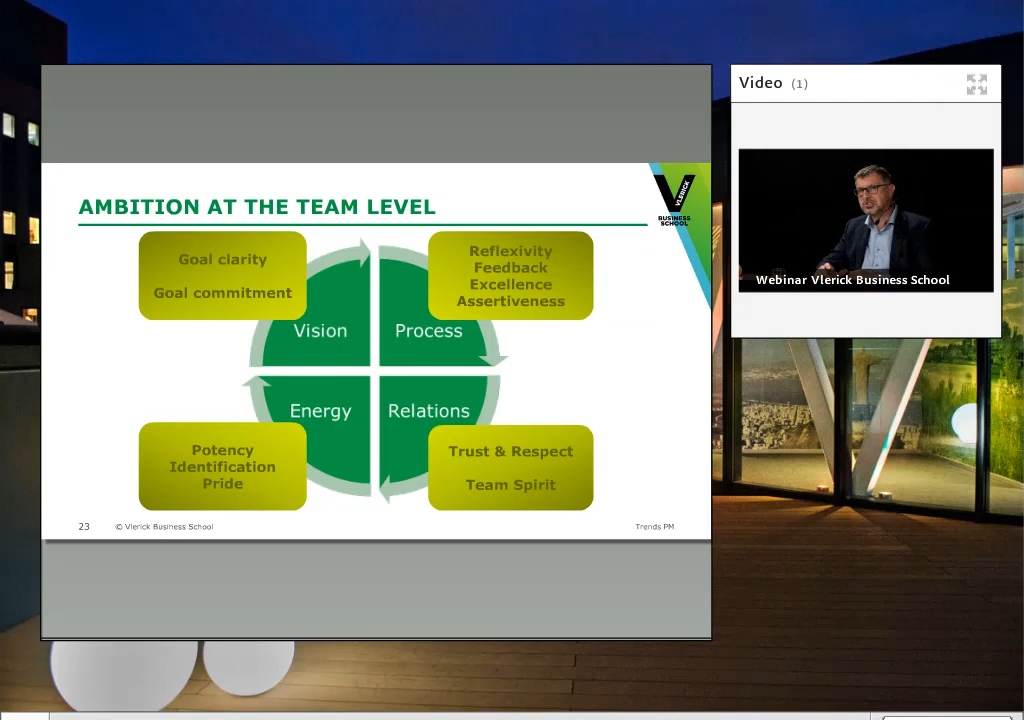 AMBITION AT THE TEAM LEVEL
VLERICK
BUSINESS
SCHOOL
Goal clarity
Goal commitment
Reflexivity
Feedback
Excellence
Assertiveness
Vision
Process
Energy
Relations
Potency
Identification
Pride
Trust & Respect
Team Spirit
23
© Vlerick Business School
Trends PM
Video (1)
Webinar Vlerick Business School